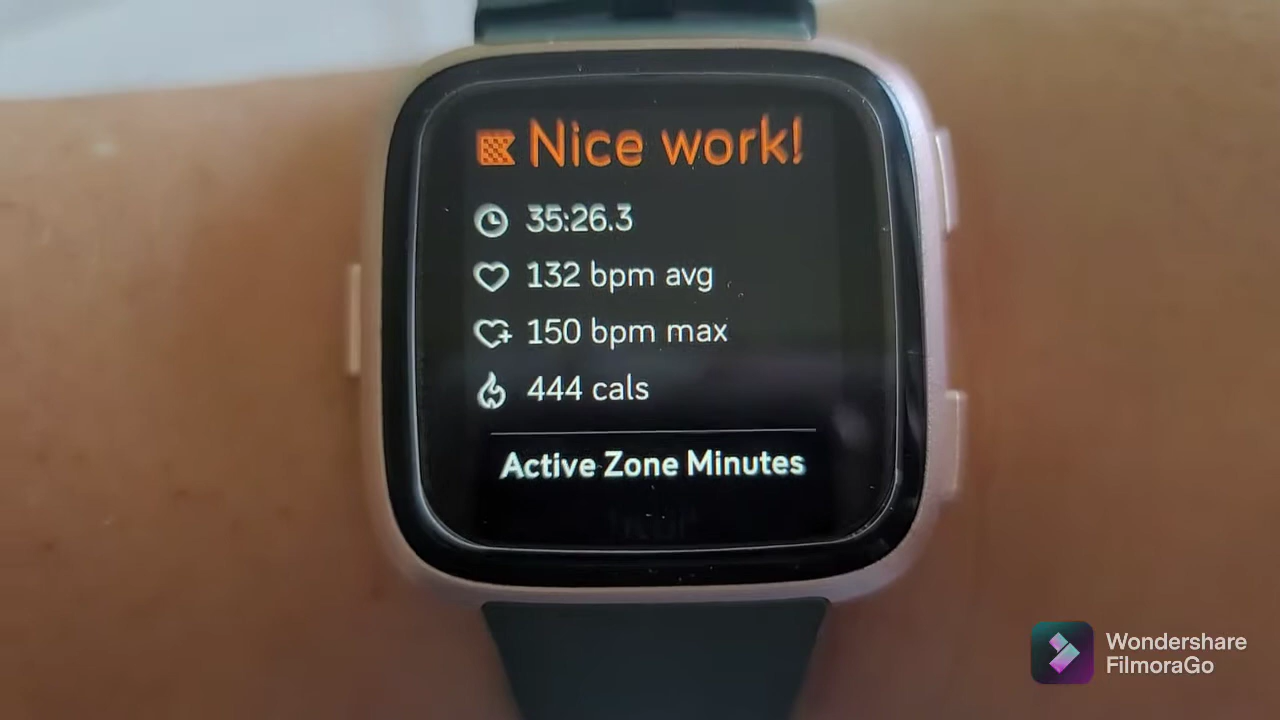 Nice work!
35:26.3
132 bpm avg
150 bpm max
444 cals
Active Zone Minutes
Wondershare
FilmoraGo